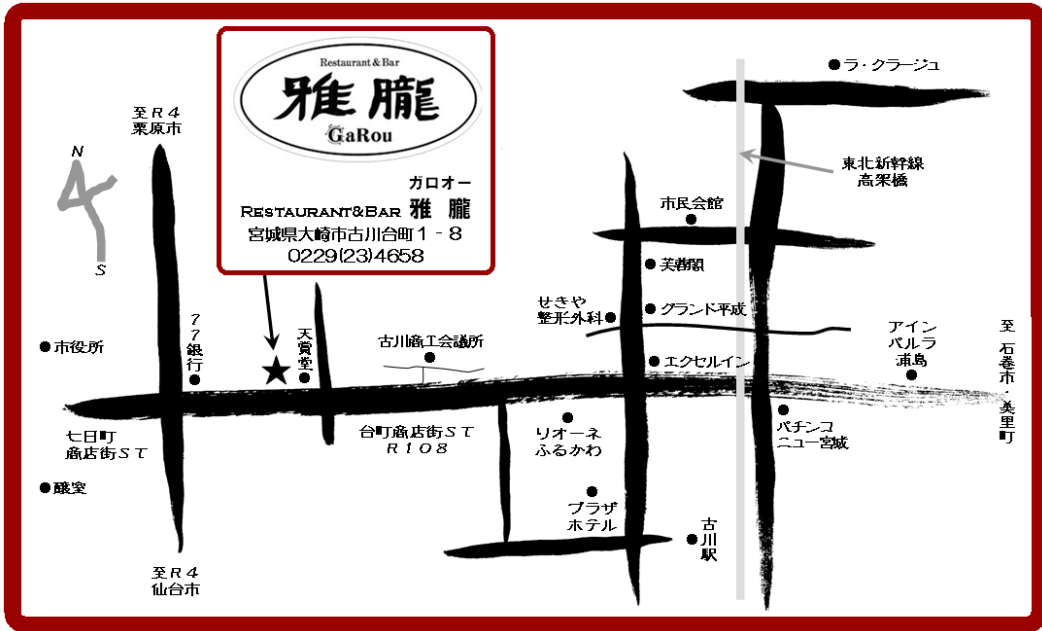 Restaurant & Bar
雅朧
GaRou
ガロオー
RESTAURANT&BAR 雅 朧
宮城県大崎市古川台町1-8
0229(23)4658
至R4
栗原市
N
S
ラ・クラージュ
東北新幹線
高架橋
市民会館
芙蓉閣
せきや
整形外科
グランド平成
エクセルイン
アイン
パルラ
浦島
至 石巻市・美里町
市役所
77銀行
天賞堂
古川商工会議所
七日町
商店街ST
台町商店街ST
R108
リオーネ
ふるかわ
パチンコ
ニュー宮城
醸室
プラザ
ホテル
古川駅
至R4
仙台市